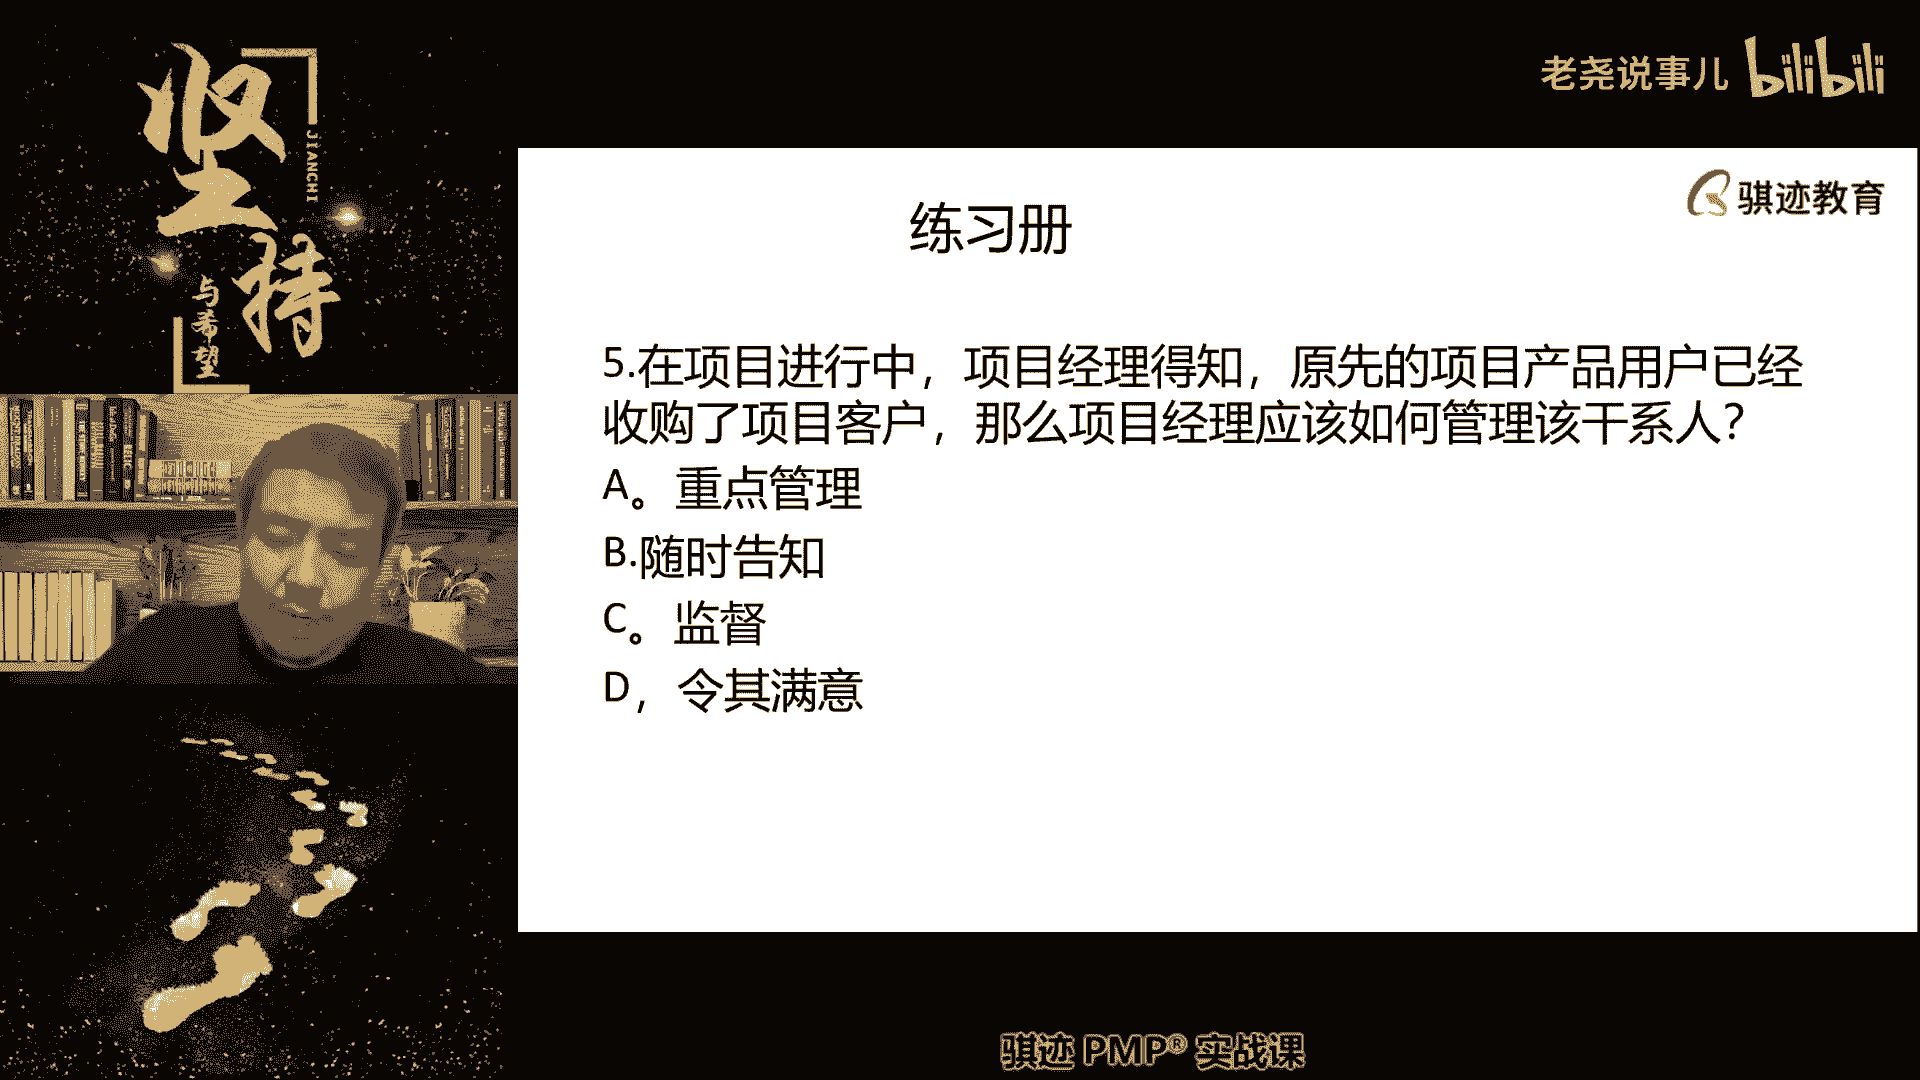 坚持
JIANCHI
与希望
老尧说事儿 bilibili
骐迹教育
练习册
5.在项目进行中，项目经理得知，原先的项目产品用户已经
收购了项目客户，那么项目经理应该如何管理该干系人？
A。重点管理
B.随时告知
C。监督
D，令其满意
骐迹 PMP® 实战课